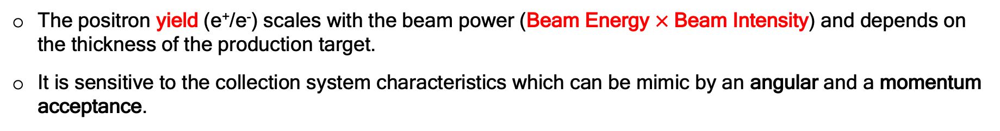 ○ The positron yield (e⁺/e⁻) scales with the beam power (Beam Energy × Beam Intensity) and depends on
the thickness of the production target.
○ It is sensitive to the collection system characteristics which can be mimic by an angular and a momentum
acceptance.